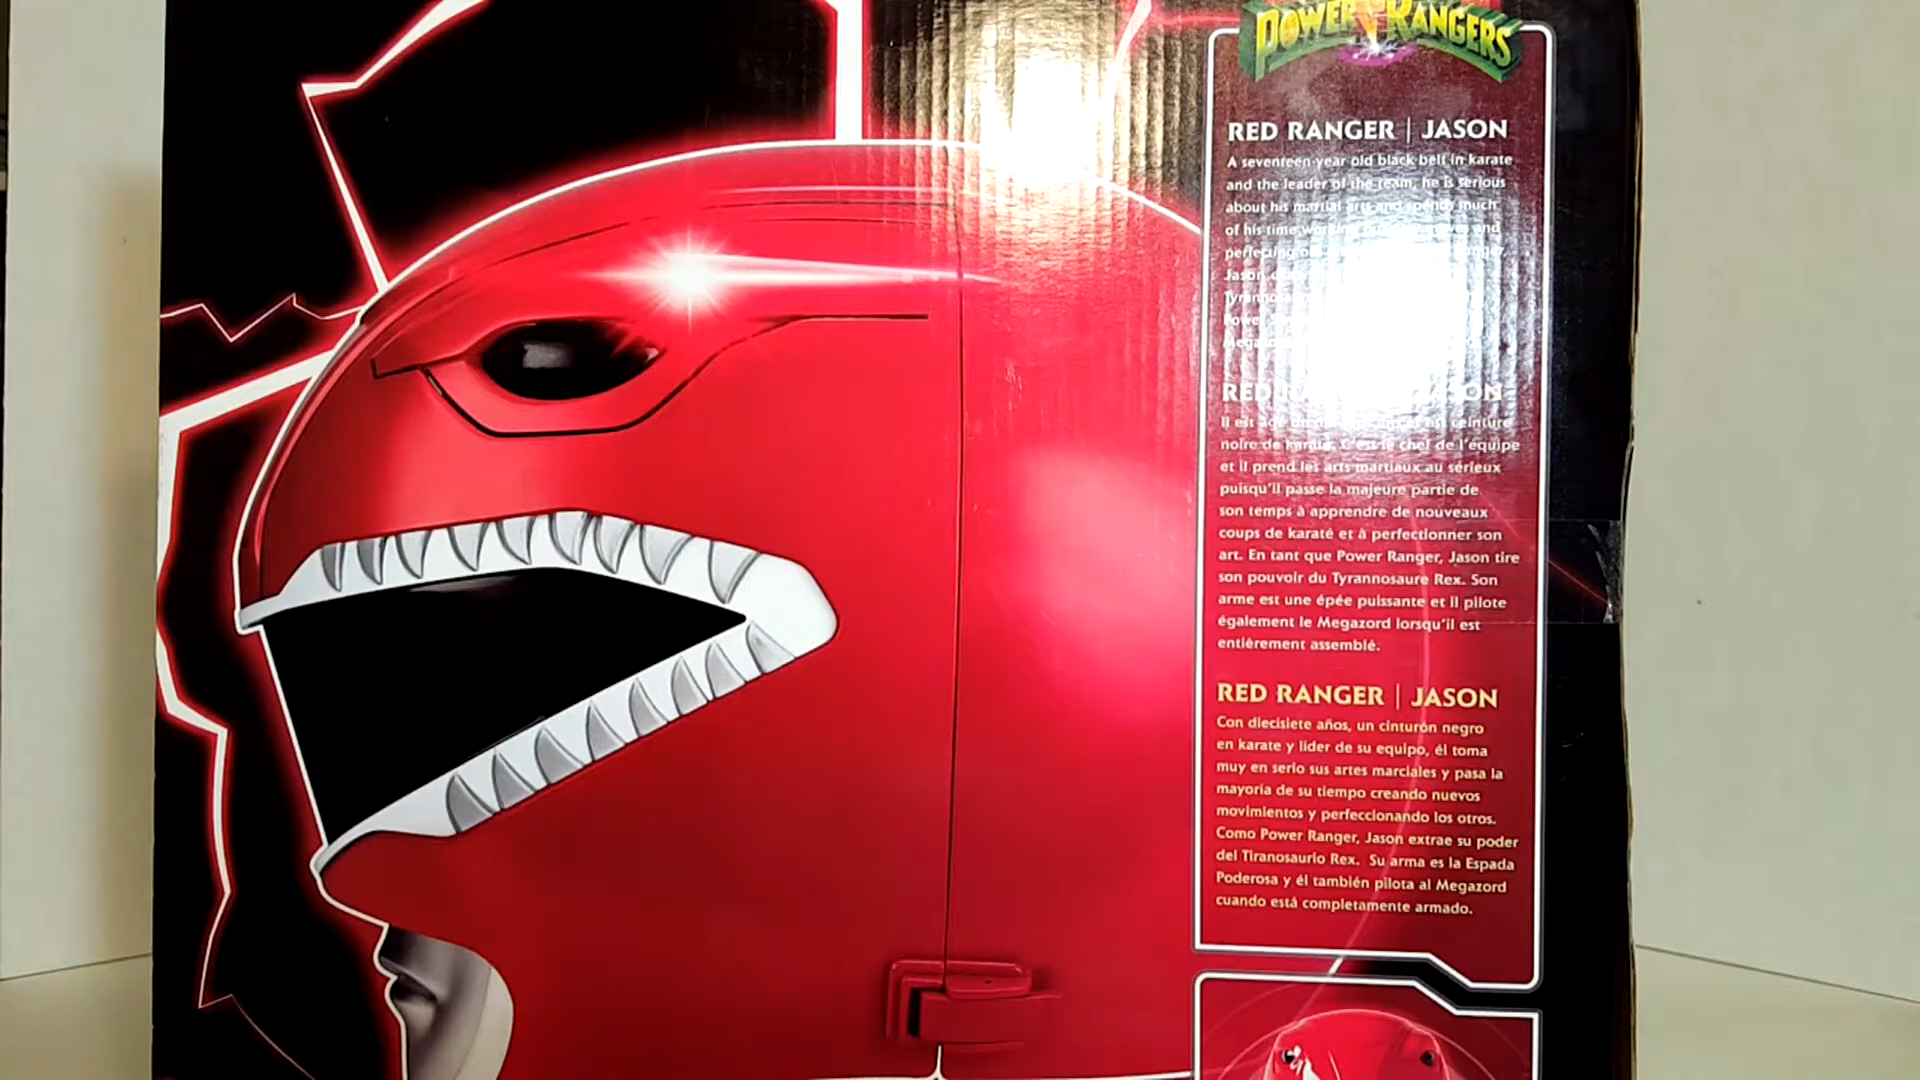 POWER RANGERS
RED RANGER | JASON
A seventeen-year old black belt in karate
and the leader of the team, he is serious
about his martial arts and spends much
of his time working and
perfecting
Jason
RED ON
Il est âgé ceinture
noire de karaté. C'est le chef de l'équipe
et il prend les arts martiaux au sérieux
puisqu'il passe la majeure partie de
son temps à apprendre de nouveaux
coups de karaté et à perfectionner son
art. En tant que Power Ranger, Jason tire
son pouvoir du Tyrannosaure Rex. Son
arme est une épée puissante et il pilote
également le Megazord lorsqu'il est
entièrement assemblé.
RED RANGER | JASON
Con diecisiete años, un cinturón negro
en karate y líder de su equipo, él toma
muy en serio sus artes marciales y pasa la
mayoría de su tiempo creando nuevos
movimientos y perfeccionando los otros.
Como Power Ranger, Jason extrae su poder
del Tiranosaurio Rex. Su arma es la Espada
Poderosa y él también pilota al Megazord
cuando está completamente armado.